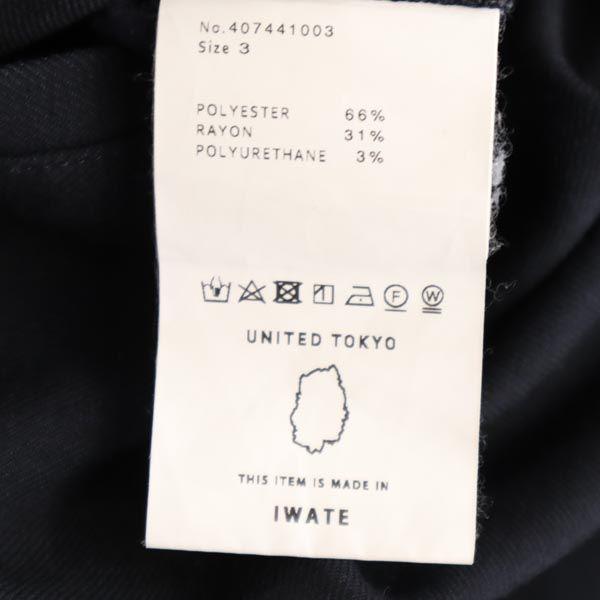 No.407441003
Size 3
POLYESTER 66%
RAYON 31%
POLYURETHANE 3%
F W
UNITED TOKYO
THIS ITEM IS MADE IN
IWATE